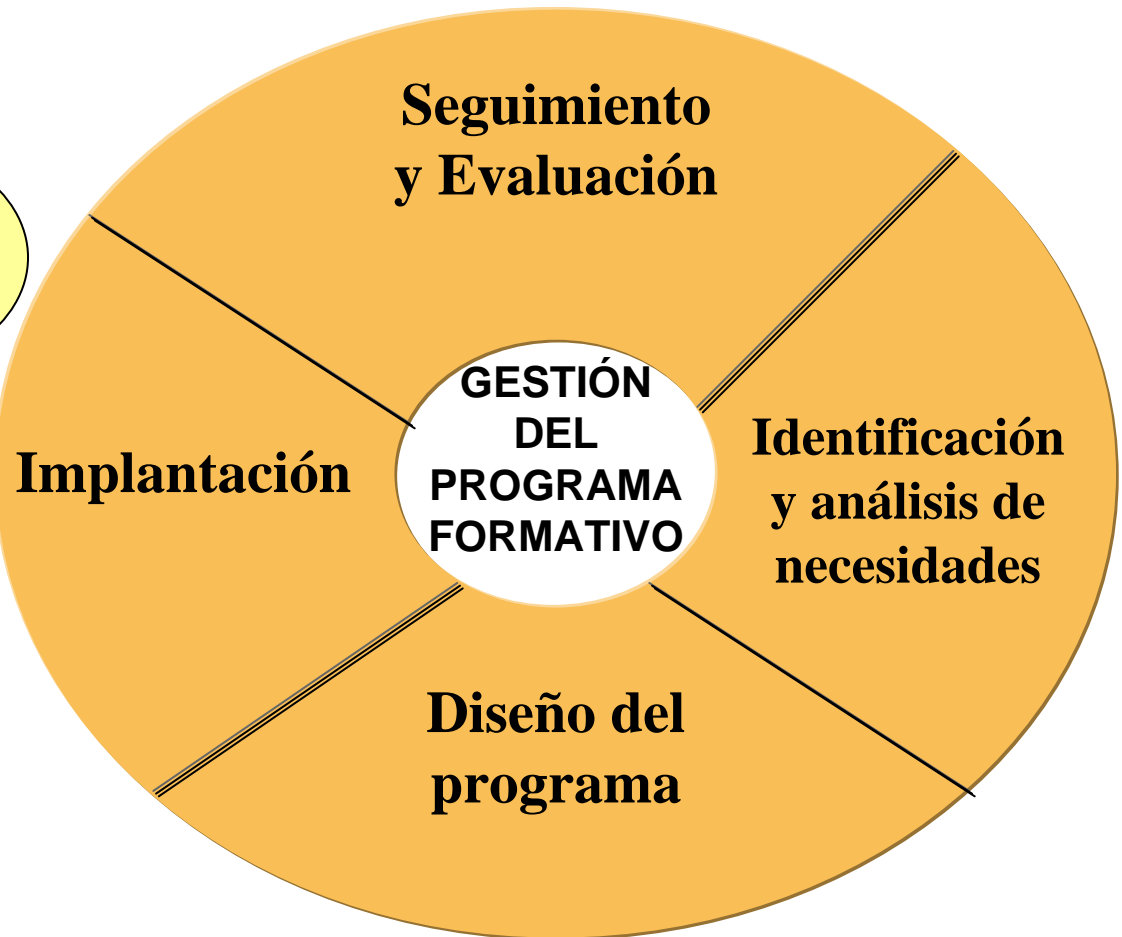 Seguimiento
y Evaluación
GESTIÓN
DEL
PROGRAMA
FORMATIVO
Identificación
y análisis de
necesidades
Implantación
Diseño del
programa